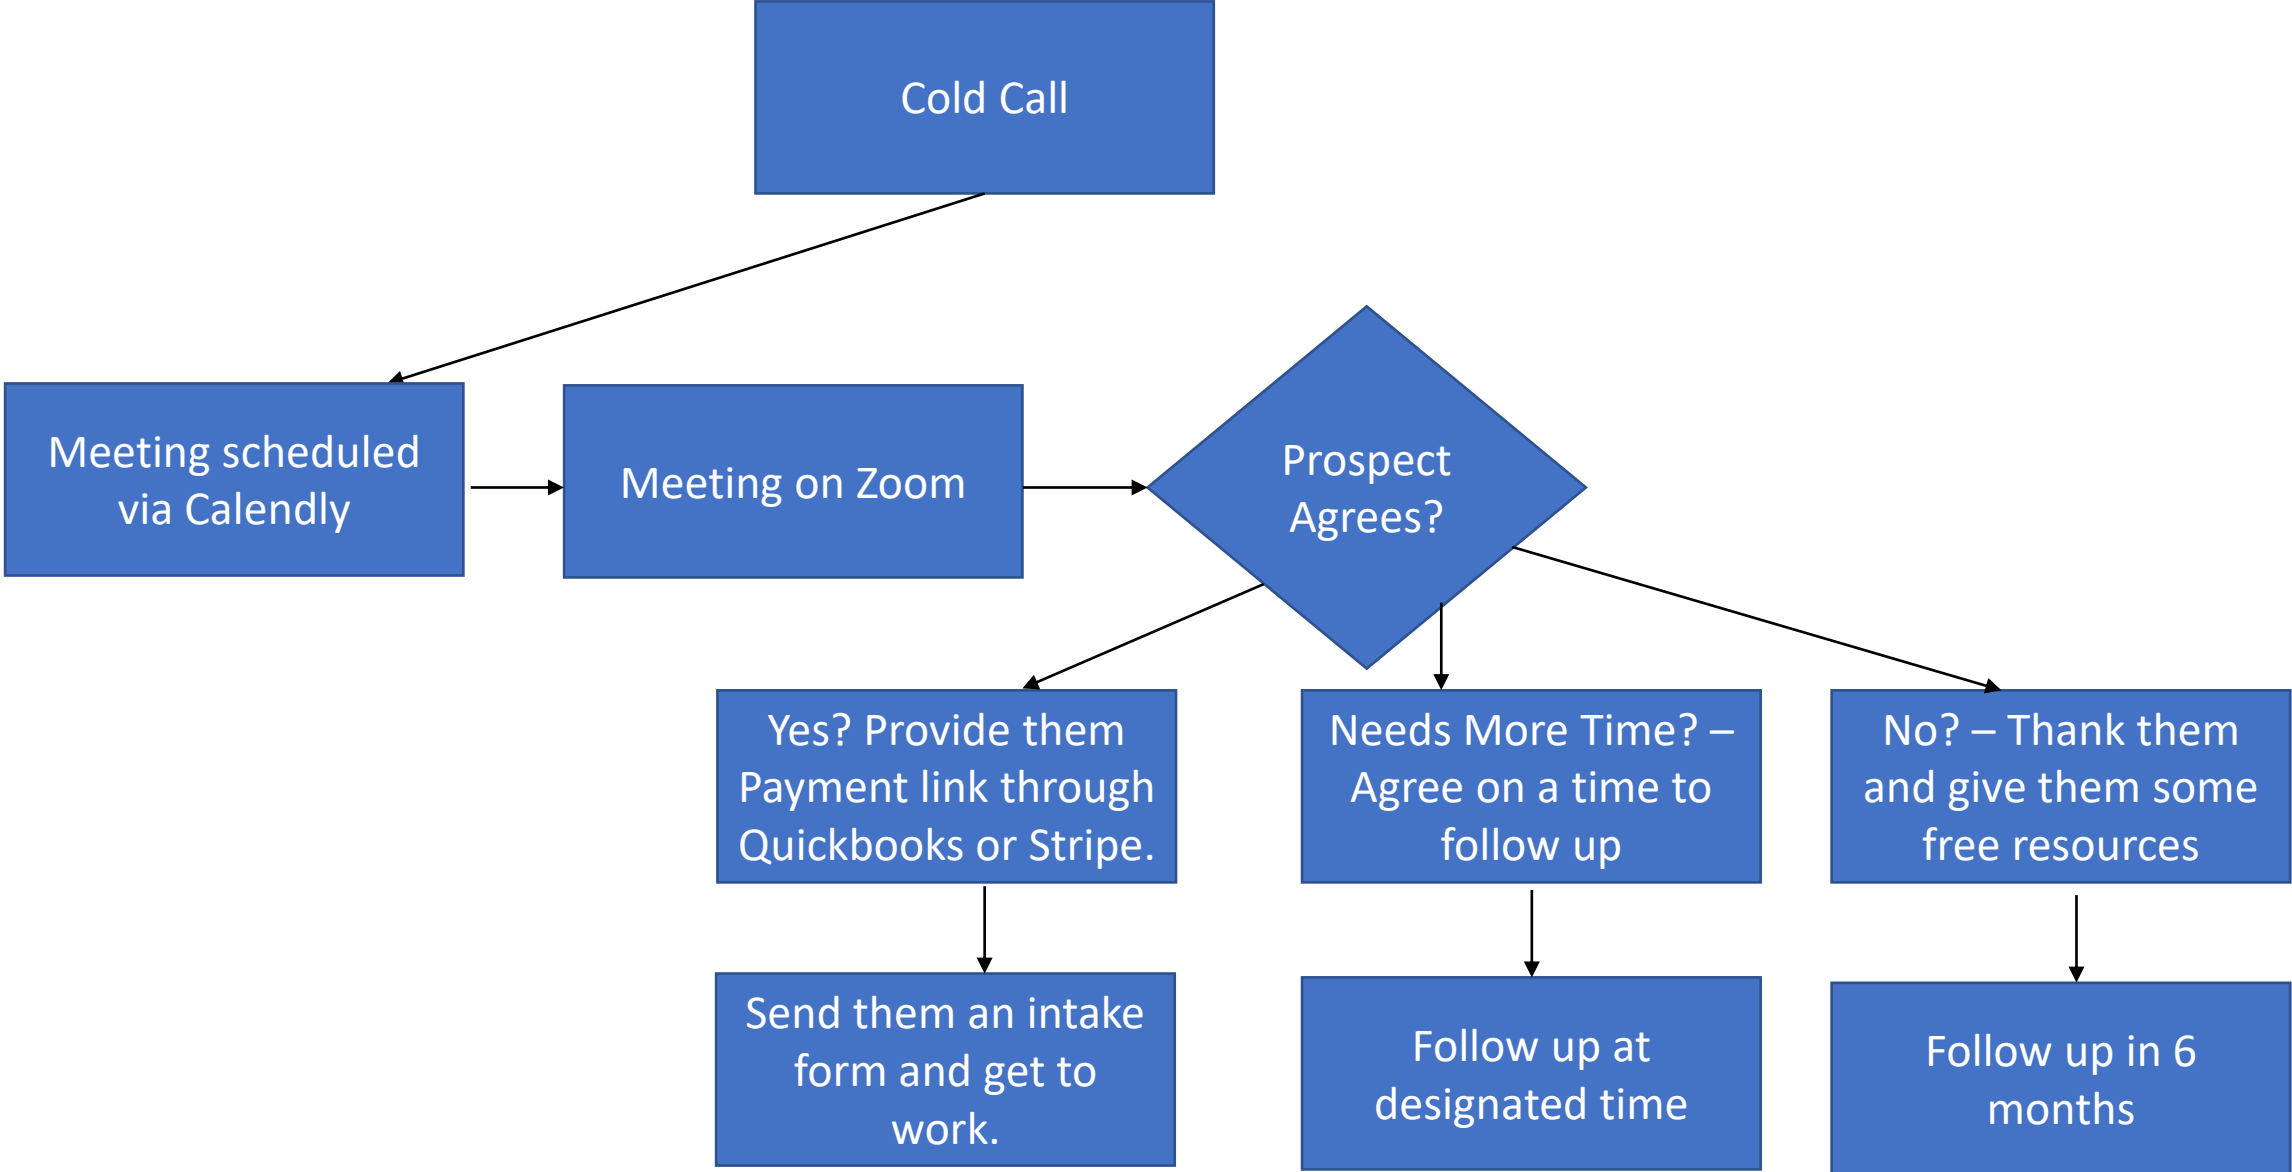 Cold Call
Meeting scheduled
via Calendly
Meeting on Zoom
Prospect
Agrees?
Yes? Provide them
Payment link through
Quickbooks or Stripe.
Needs More Time? –
Agree on a time to
follow up
No? – Thank them
and give them some
free resources
Send them an intake
form and get to
work.
Follow up at
designated time
Follow up in 6
months